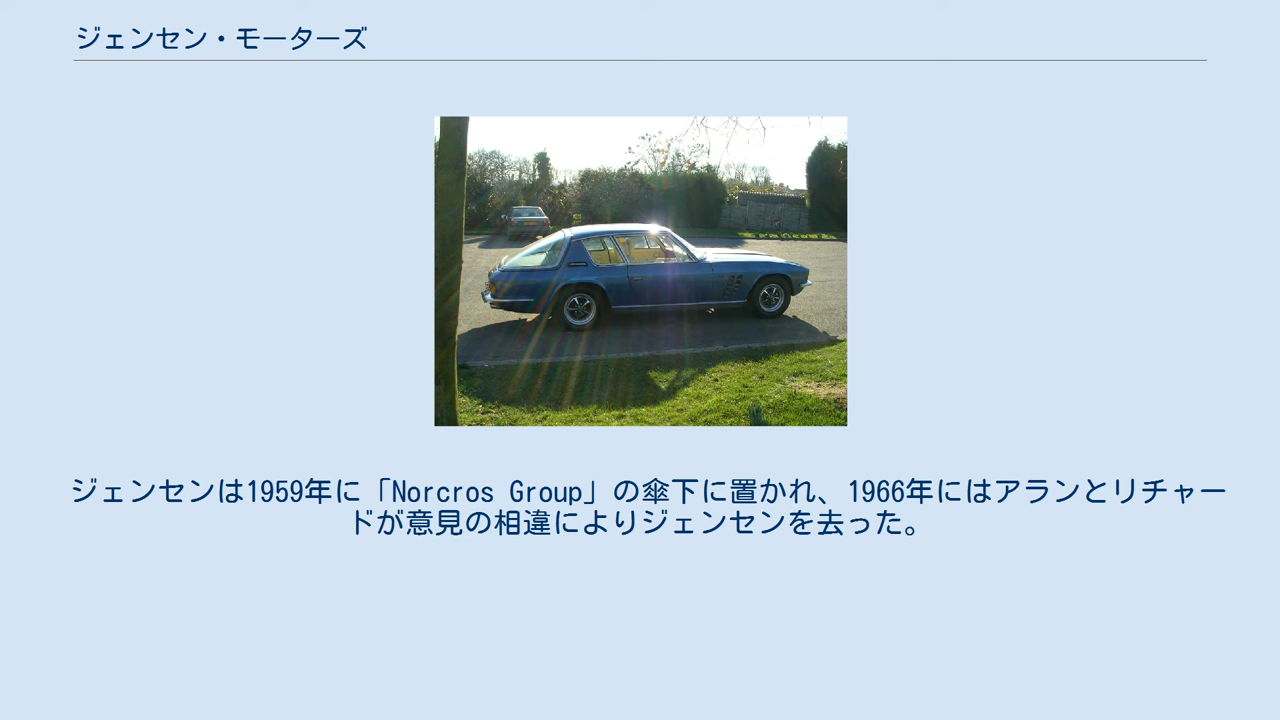 ジェンセン・モーターズ
ジェンセンは1959年に「Norcros Group」の傘下に置かれ、1966年にはアランとリチャー
ドが意見の相違によりジェンセンを去った。